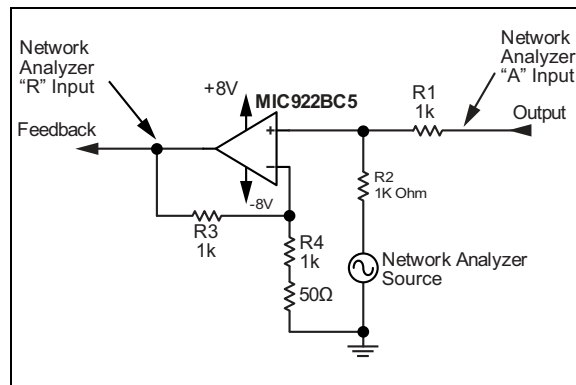 Network
Analyzer
“R” Input
Feedback
+8V
MIC922BC5
Network
Analyzer
“A” Input
R1
1k
Output
+
–
R2
1K Ohm
-8V
R3
1k
R4
1k
50Ω
Network Analyzer
Source